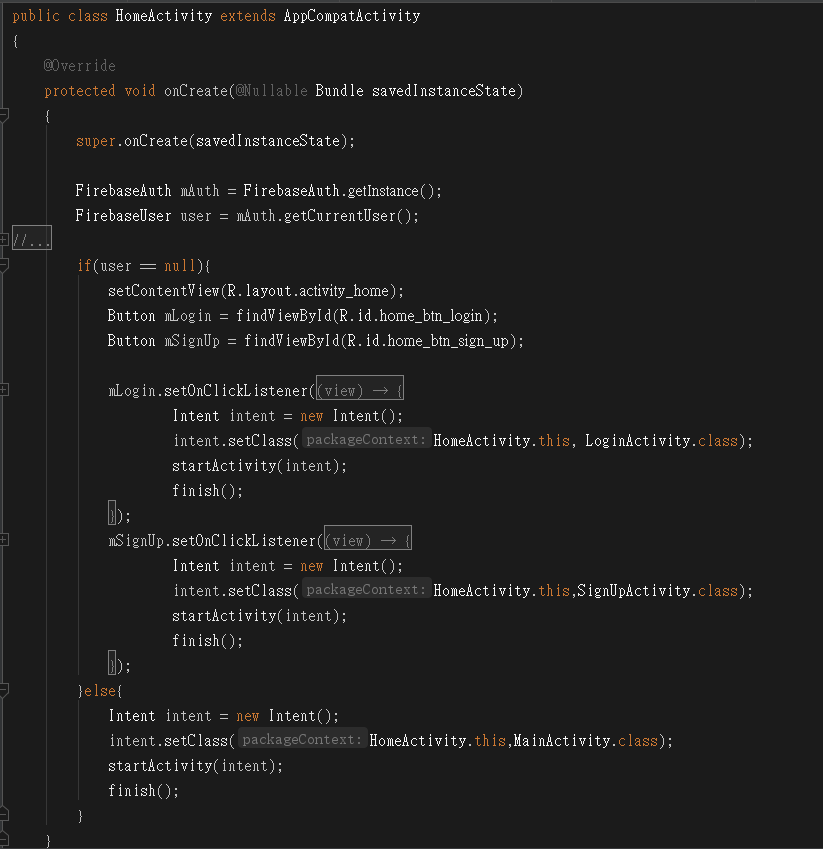 public class HomeActivity extends AppCompatActivity
{
    @Override
    protected void onCreate(@Nullable Bundle savedInstanceState)
    {
        super.onCreate(savedInstanceState);

        FirebaseAuth mAuth = FirebaseAuth.getInstance();
        FirebaseUser user = mAuth.getCurrentUser();
//...
        if(user == null){
            setContentView(R.layout.activity_home);
            Button mLogin = findViewById(R.id.home_btn_login);
            Button mSignUp = findViewById(R.id.home_btn_sign_up);

            mLogin.setOnClickListener((view) → {
                    Intent intent = new Intent();
                    intent.setClass( packageContext: HomeActivity.this, LoginActivity.class);
                    startActivity(intent);
                    finish();
            });
            mSignUp.setOnClickListener((view) → {
                    Intent intent = new Intent();
                    intent.setClass( packageContext: HomeActivity.this,SignUpActivity.class);
                    startActivity(intent);
                    finish();
            });
        }else{
            Intent intent = new Intent();
            intent.setClass( packageContext: HomeActivity.this,MainActivity.class);
            startActivity(intent);
            finish();
        }
    }